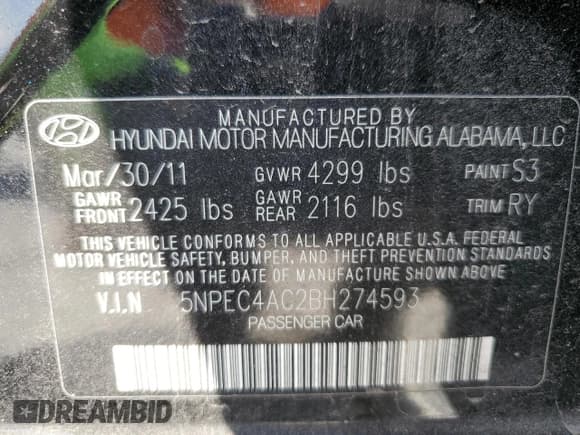 MANUFACTURED BY
HYUNDAI MOTOR MANUFACTURING ALABAMA, LLC
Mar/30/11 GVWR 4299 lbs PAINT S3
GAWR FRONT 2425 lbs GAWR REAR 2116 lbs TRIM RY
THIS VEHICLE CONFORMS TO ALL APPLICABLE U.S.A. FEDERAL
MOTOR VEHICLE SAFETY, BUMPER, AND THEFT PREVENTION STANDARDS
IN EFFECT ON THE DATE OF MANUFACTURE SHOWN ABOVE
V.I.N 5NPEC4AC2BH274593
PASSENGER CAR
DREAMBID